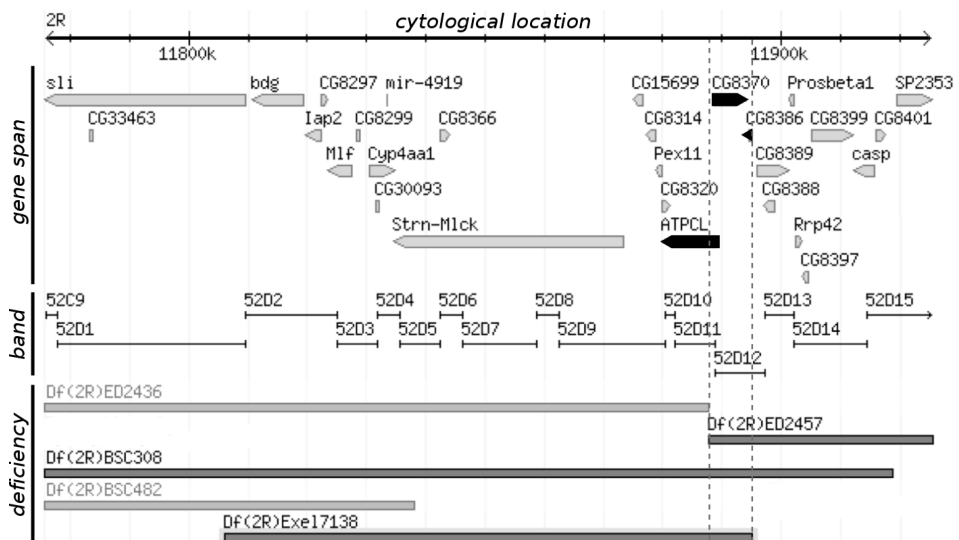 2R
cytological location
11800k 11900k
gene span
sli bdg CG8297 mir-4919 CG15699 CG8370 Prosbeta1 SP2353
CG33463 Iap2 CG8299 CG8366 CG8314 CG8386 CG8399 CG8401
Mlf Cyp4aa1 Pex11 CG8389 casp
CG30093 CG8320 CG8388
Strn-Mlck ATPCL Rrp42
CG8397
band
52C9 52D2 52D4 52D6 52D8 52D10 52D13 52D15
52D1 52D3 52D5 52D7 52D9 52D11 52D14
52D12
deficiency
Df(2R)ED2436
Df(2R)ED2457
Df(2R)BSC308
Df(2R)BSC482
Df(2R)Exel7138